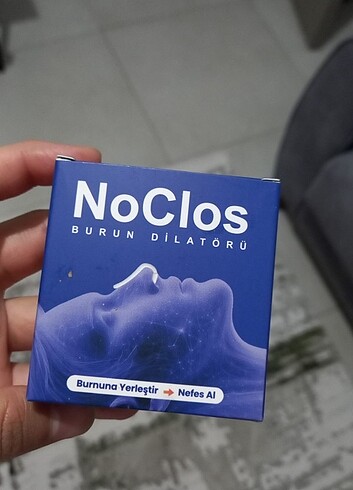 NoClos
BURUN DİLATÖRÜ
Burnuna Yerleştir → Nefes Al